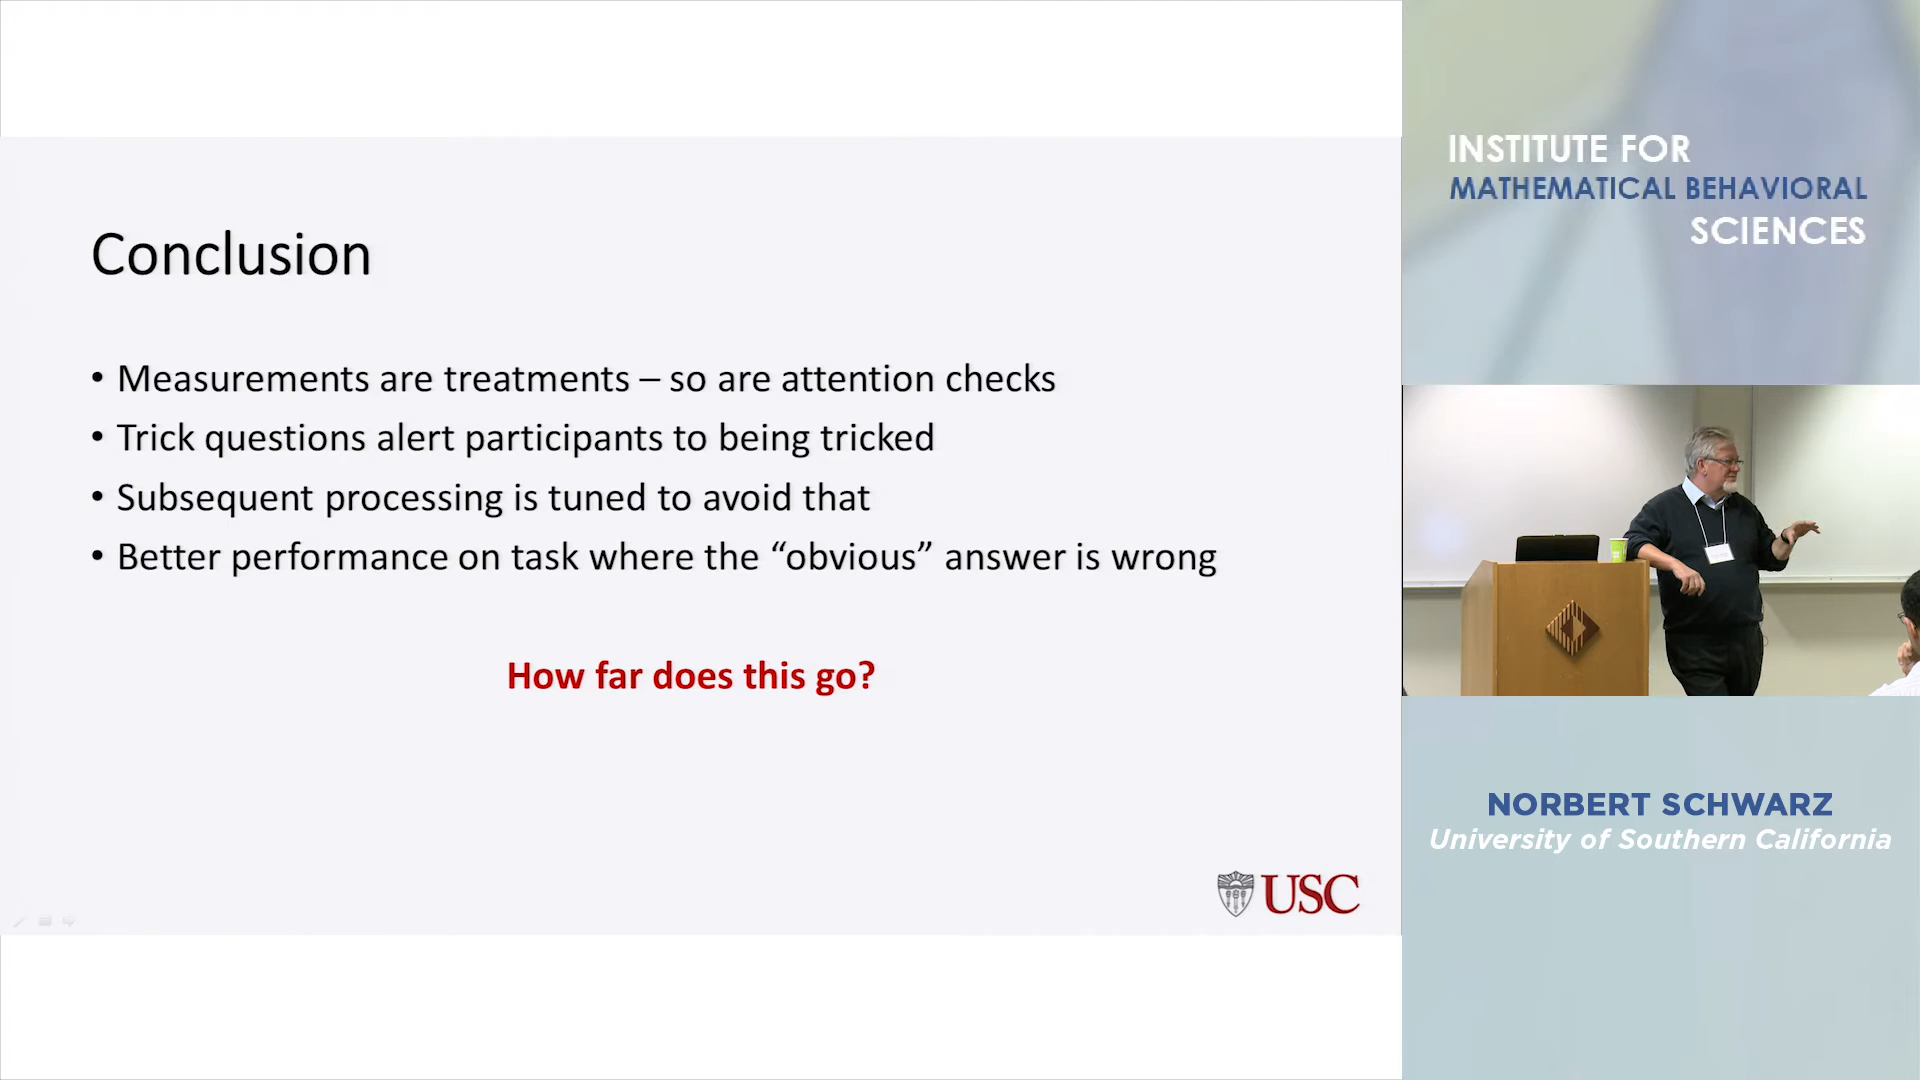 Conclusion
• Measurements are treatments – so are attention checks
• Trick questions alert participants to being tricked
• Subsequent processing is tuned to avoid that
• Better performance on task where the “obvious” answer is wrong
How far does this go?
USC
INSTITUTE FOR
MATHEMATICAL BEHAVIORAL
SCIENCES
NORBERT SCHWARZ
University of Southern California